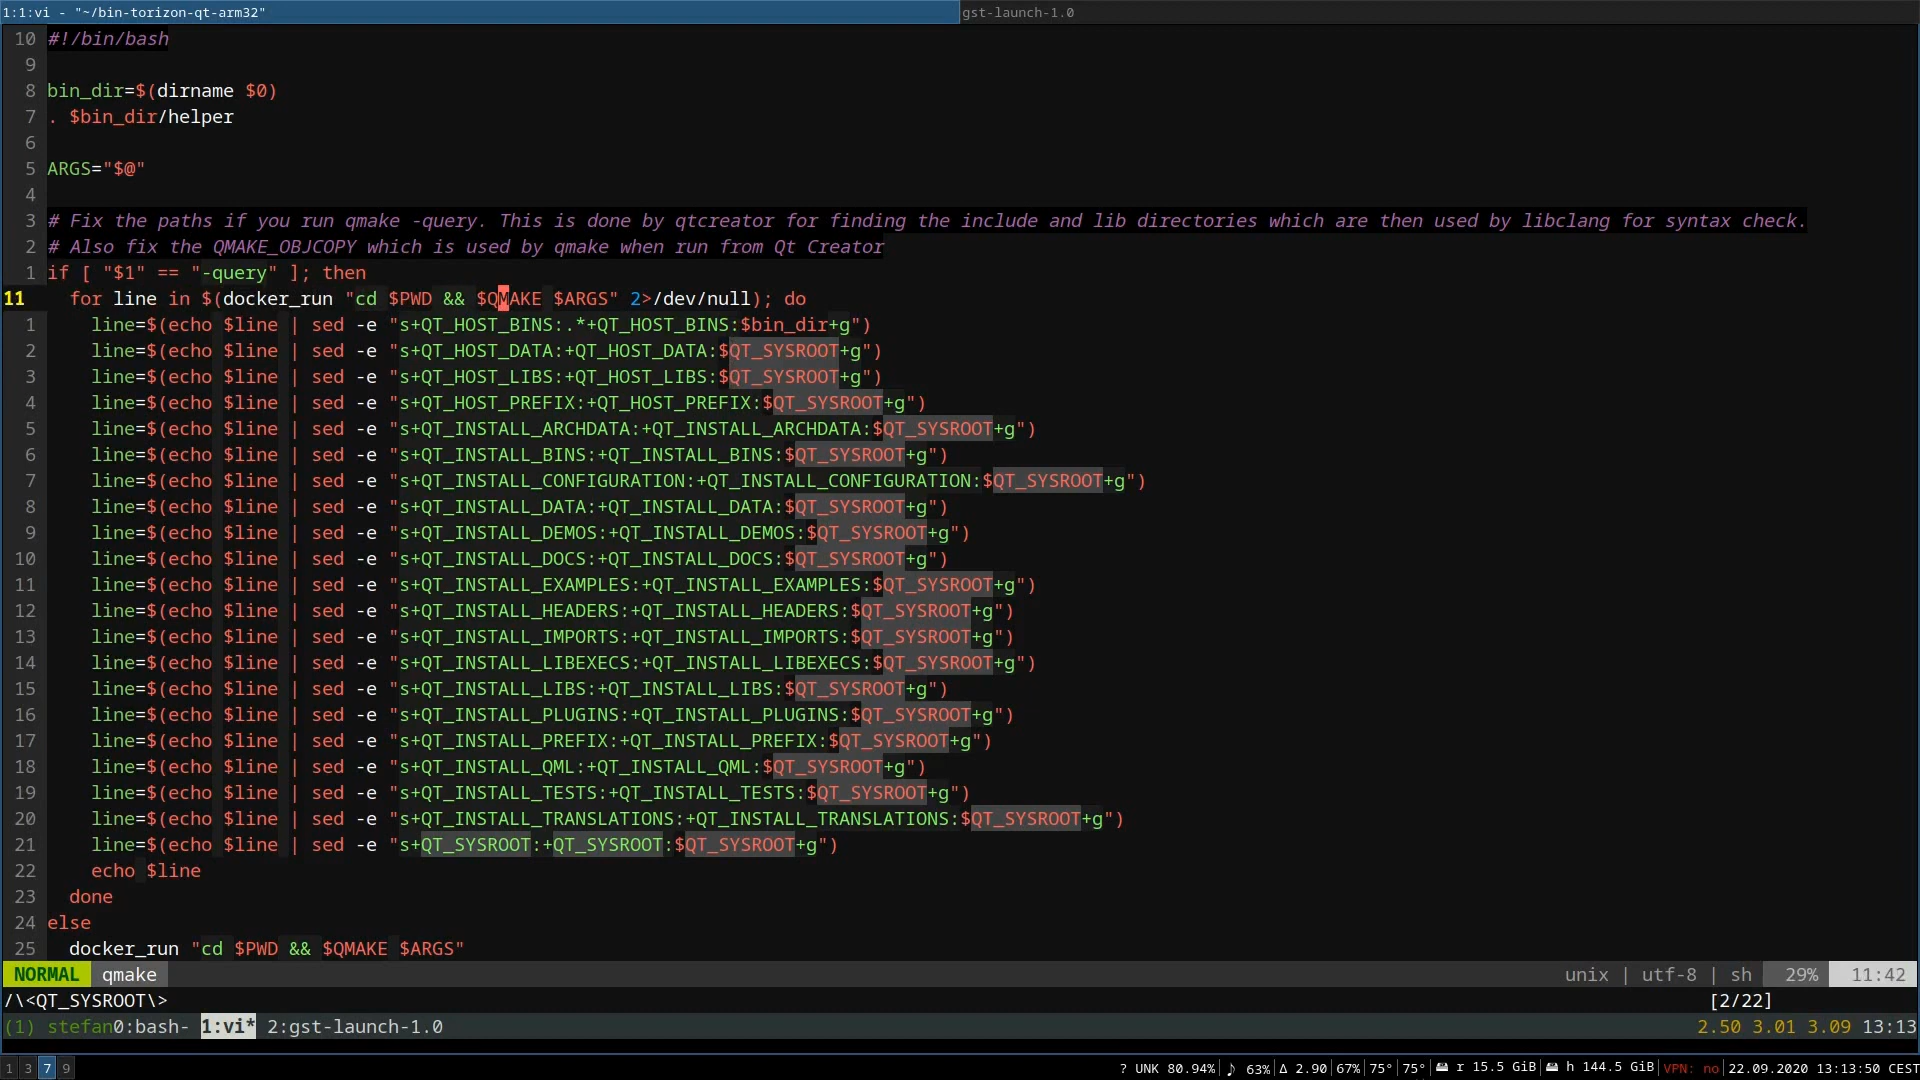 1:1:vi - "~/bin-torizon-qt-arm32" gst-launch-1.0
10 #!/bin/bash
9
8 bin_dir=$(dirname $0)
7 . $bin_dir/helper
6
5 ARGS="$@"
4
3 # Fix the paths if you run qmake -query. This is done by qtcreator for finding the include and lib directories which are then used by libclang for syntax check.
2 # Also fix the QMAKE_OBJCOPY which is used by qmake when run from Qt Creator
1 if [ "$1" == "-query" ]; then
11 for line in $(docker_run "cd $PWD && $QMAKE $ARGS" 2>/dev/null); do
1 line=$(echo $line | sed -e "s+QT_HOST_BINS:.*+QT_HOST_BINS:$bin_dir+g")
2 line=$(echo $line | sed -e "s+QT_HOST_DATA:+QT_HOST_DATA:$QT_SYSROOT+g")
3 line=$(echo $line | sed -e "s+QT_HOST_LIBS:+QT_HOST_LIBS:$QT_SYSROOT+g")
4 line=$(echo $line | sed -e "s+QT_HOST_PREFIX:+QT_HOST_PREFIX:$QT_SYSROOT+g")
5 line=$(echo $line | sed -e "s+QT_INSTALL_ARCHDATA:+QT_INSTALL_ARCHDATA:$QT_SYSROOT+g")
6 line=$(echo $line | sed -e "s+QT_INSTALL_BINS:+QT_INSTALL_BINS:$QT_SYSROOT+g")
7 line=$(echo $line | sed -e "s+QT_INSTALL_CONFIGURATION:+QT_INSTALL_CONFIGURATION:$QT_SYSROOT+g")
8 line=$(echo $line | sed -e "s+QT_INSTALL_DATA:+QT_INSTALL_DATA:$QT_SYSROOT+g")
9 line=$(echo $line | sed -e "s+QT_INSTALL_DEMOS:+QT_INSTALL_DEMOS:$QT_SYSROOT+g")
10 line=$(echo $line | sed -e "s+QT_INSTALL_DOCS:+QT_INSTALL_DOCS:$QT_SYSROOT+g")
11 line=$(echo $line | sed -e "s+QT_INSTALL_EXAMPLES:+QT_INSTALL_EXAMPLES:$QT_SYSROOT+g")
12 line=$(echo $line | sed -e "s+QT_INSTALL_HEADERS:+QT_INSTALL_HEADERS:$QT_SYSROOT+g")
13 line=$(echo $line | sed -e "s+QT_INSTALL_IMPORTS:+QT_INSTALL_IMPORTS:$QT_SYSROOT+g")
14 line=$(echo $line | sed -e "s+QT_INSTALL_LIBEXECS:+QT_INSTALL_LIBEXECS:$QT_SYSROOT+g")
15 line=$(echo $line | sed -e "s+QT_INSTALL_LIBS:+QT_INSTALL_LIBS:$QT_SYSROOT+g")
16 line=$(echo $line | sed -e "s+QT_INSTALL_PLUGINS:+QT_INSTALL_PLUGINS:$QT_SYSROOT+g")
17 line=$(echo $line | sed -e "s+QT_INSTALL_PREFIX:+QT_INSTALL_PREFIX:$QT_SYSROOT+g")
18 line=$(echo $line | sed -e "s+QT_INSTALL_QML:+QT_INSTALL_QML:$QT_SYSROOT+g")
19 line=$(echo $line | sed -e "s+QT_INSTALL_TESTS:+QT_INSTALL_TESTS:$QT_SYSROOT+g")
20 line=$(echo $line | sed -e "s+QT_INSTALL_TRANSLATIONS:+QT_INSTALL_TRANSLATIONS:$QT_SYSROOT+g")
21 line=$(echo $line | sed -e "s+QT_SYSROOT:+QT_SYSROOT:$QT_SYSROOT+g")
22 echo $line
23 done
24 else
25 docker_run "cd $PWD && $QMAKE $ARGS"
NORMAL qmake unix | utf-8 | sh 29% 11:42
/\<QT_SYSROOT\> [2/22]
(1) stefan0:bash- 1:vi* 2:gst-launch-1.0 2.50 3.01 3.09 13:13
1 3 7 9 ? UNK 80.94%| ♪ 63%|Δ 2.90|67%|75°|75°| r 15.5 GiB| h 144.5 GiB|VPN: no|22.09.2020 13:13:50 CEST